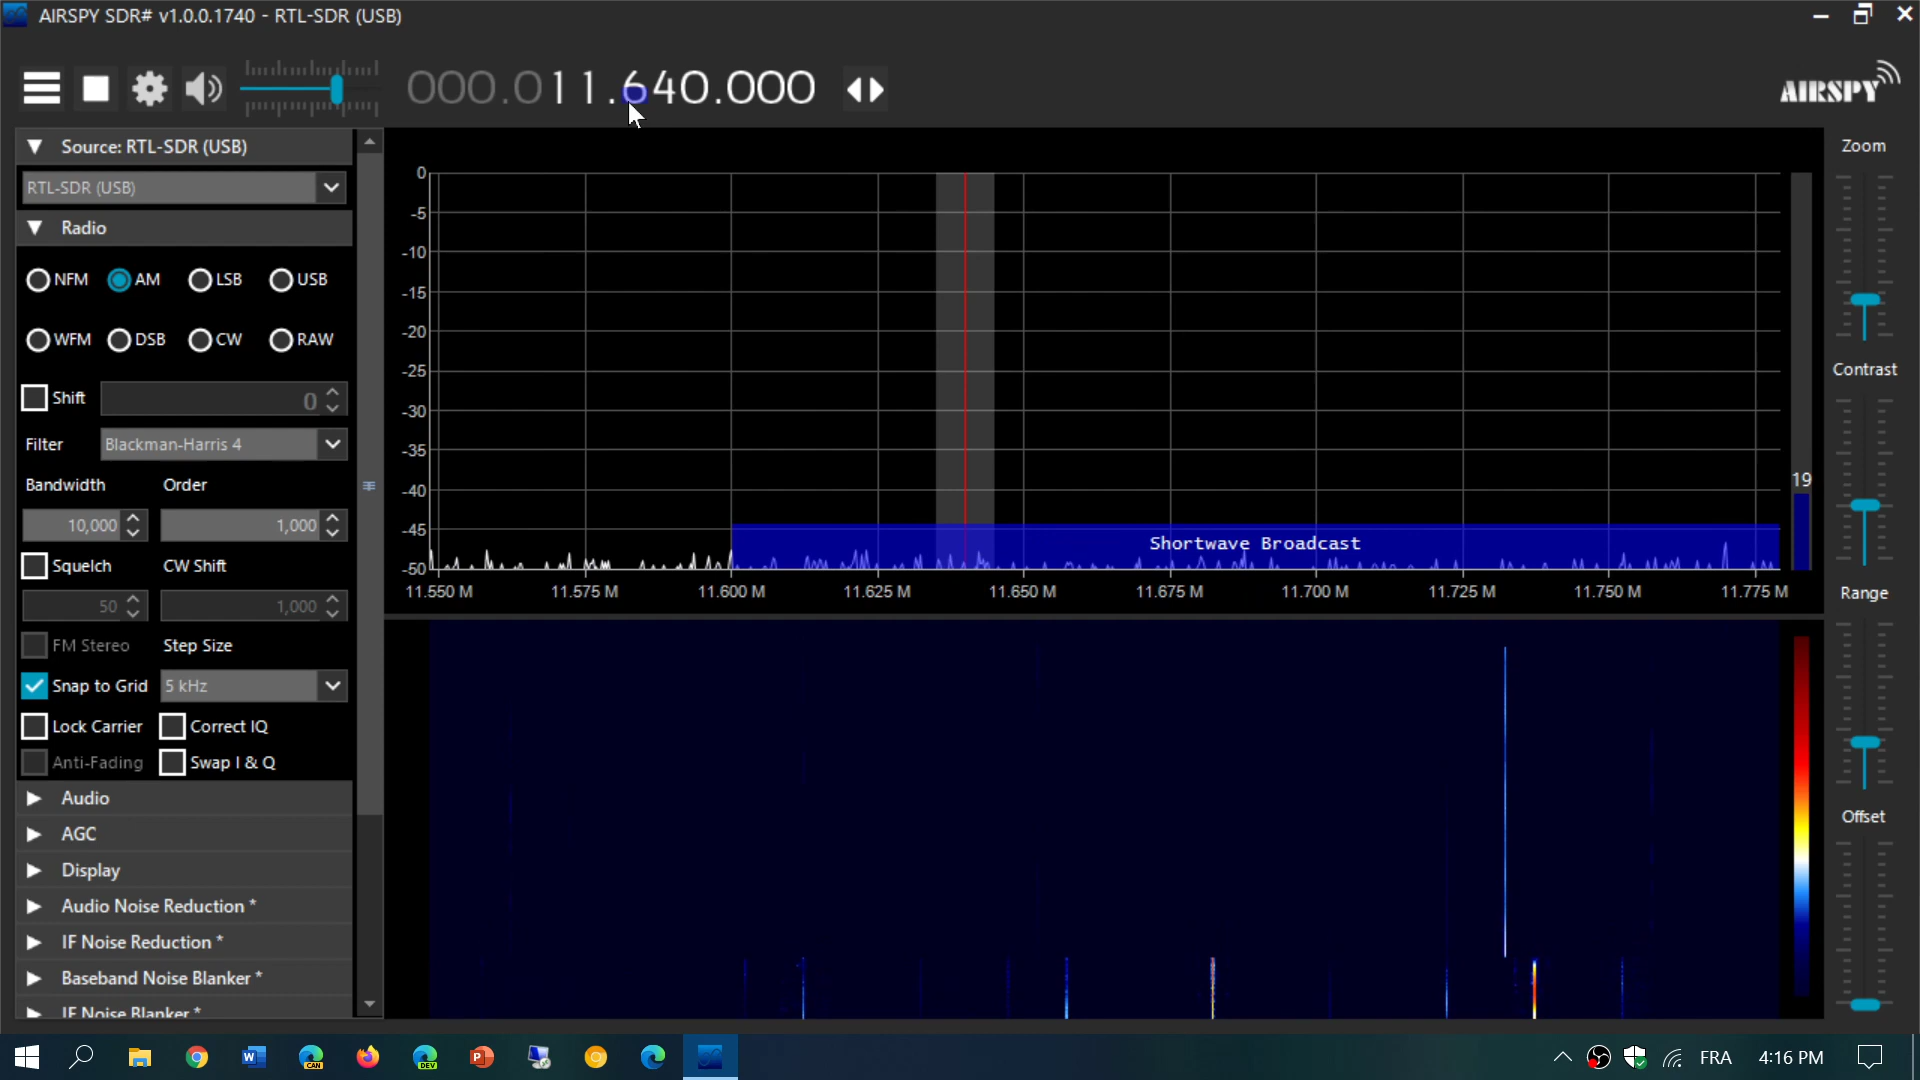 AIRSPY SDR# v1.0.0.1740 - RTL-SDR (USB)
000.011.640.000
AIRSPY
Source: RTL-SDR (USB)
RTL-SDR (USB)
Radio
NFM AM LSB USB
WFM DSB CW RAW
Shift 0
Filter Blackman-Harris 4
Bandwidth Order
10,000 1,000
Squelch CW Shift
50 1,000
FM Stereo Step Size
Snap to Grid 5 kHz
Lock Carrier Correct IQ
Anti-Fading Swap I & Q
Audio
AGC
Display
Audio Noise Reduction *
IF Noise Reduction *
Baseband Noise Blanker *
IF Noise Blanker *
0
-5
-10
-15
-20
-25
-30
-35
-40
-45
-50
Shortwave Broadcast
11.550 M 11.575 M 11.600 M 11.625 M 11.650 M 11.675 M 11.700 M 11.725 M 11.750 M 11.775 M
19
Zoom
Contrast
Range
Offset
CAN DEV
FRA 4:16 PM